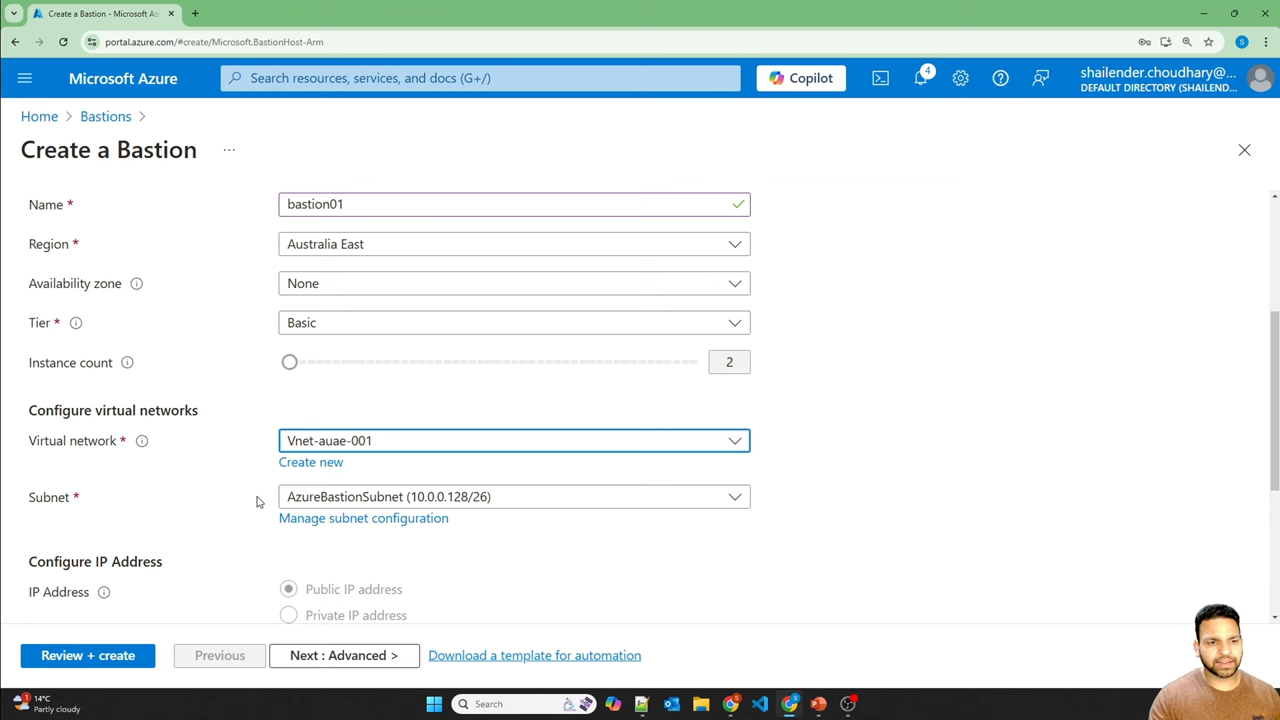 Create a Bastion - Microsoft Az
portal.azure.com/#create/Microsoft.BastionHost-Arm
S
Microsoft Azure
Search resources, services, and docs (G+/)
Copilot
4
shailender.choudhary@...
DEFAULT DIRECTORY (SHAILEND...
Home > Bastions >
Create a Bastion ...
Name *
bastion01
Region *
Australia East
Availability zone
None
Tier *
Basic
Instance count
2
Configure virtual networks
Virtual network *
Vnet-auae-001
Create new
Subnet *
AzureBastionSubnet (10.0.0.128/26)
Manage subnet configuration
Configure IP Address
IP Address
Public IP address
Private IP address
Review + create
Previous
Next : Advanced >
Download a template for automation
1
14°C
Partly cloudy
Search